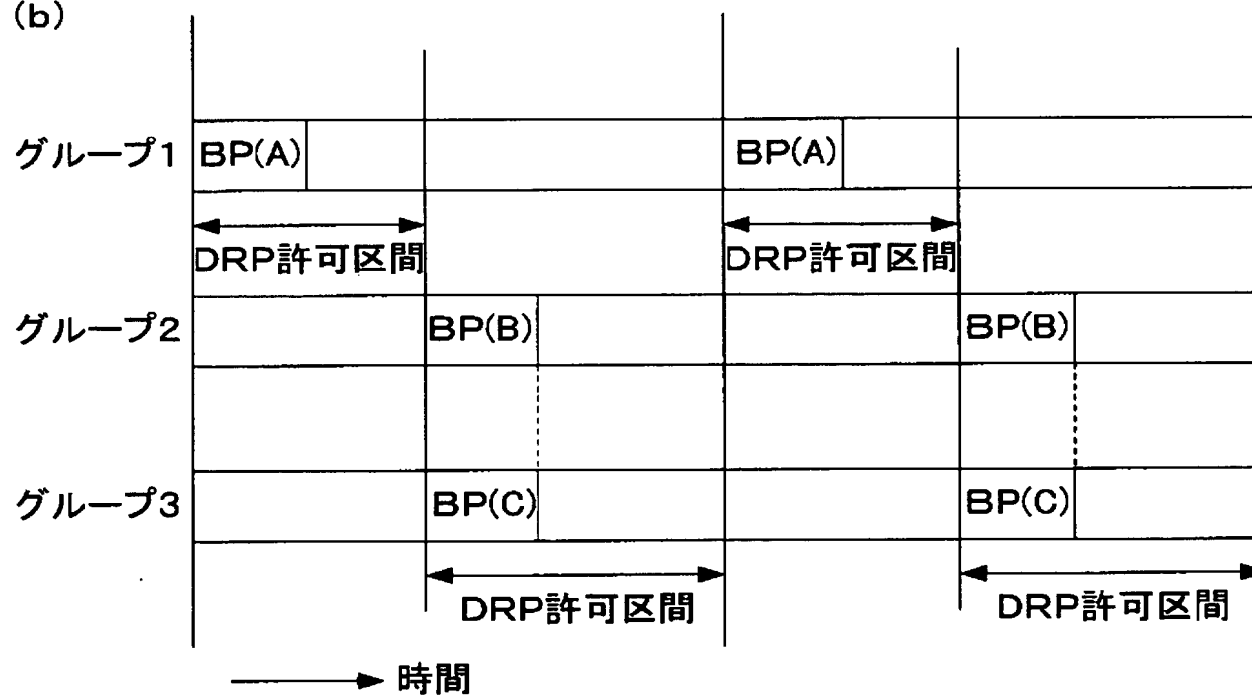 (b)
グループ1 BP(A) BP(A)
DRP許可区間 DRP許可区間
グループ2 BP(B) BP(B)
グループ3 BP(C) BP(C)
DRP許可区間 DRP許可区間
時間